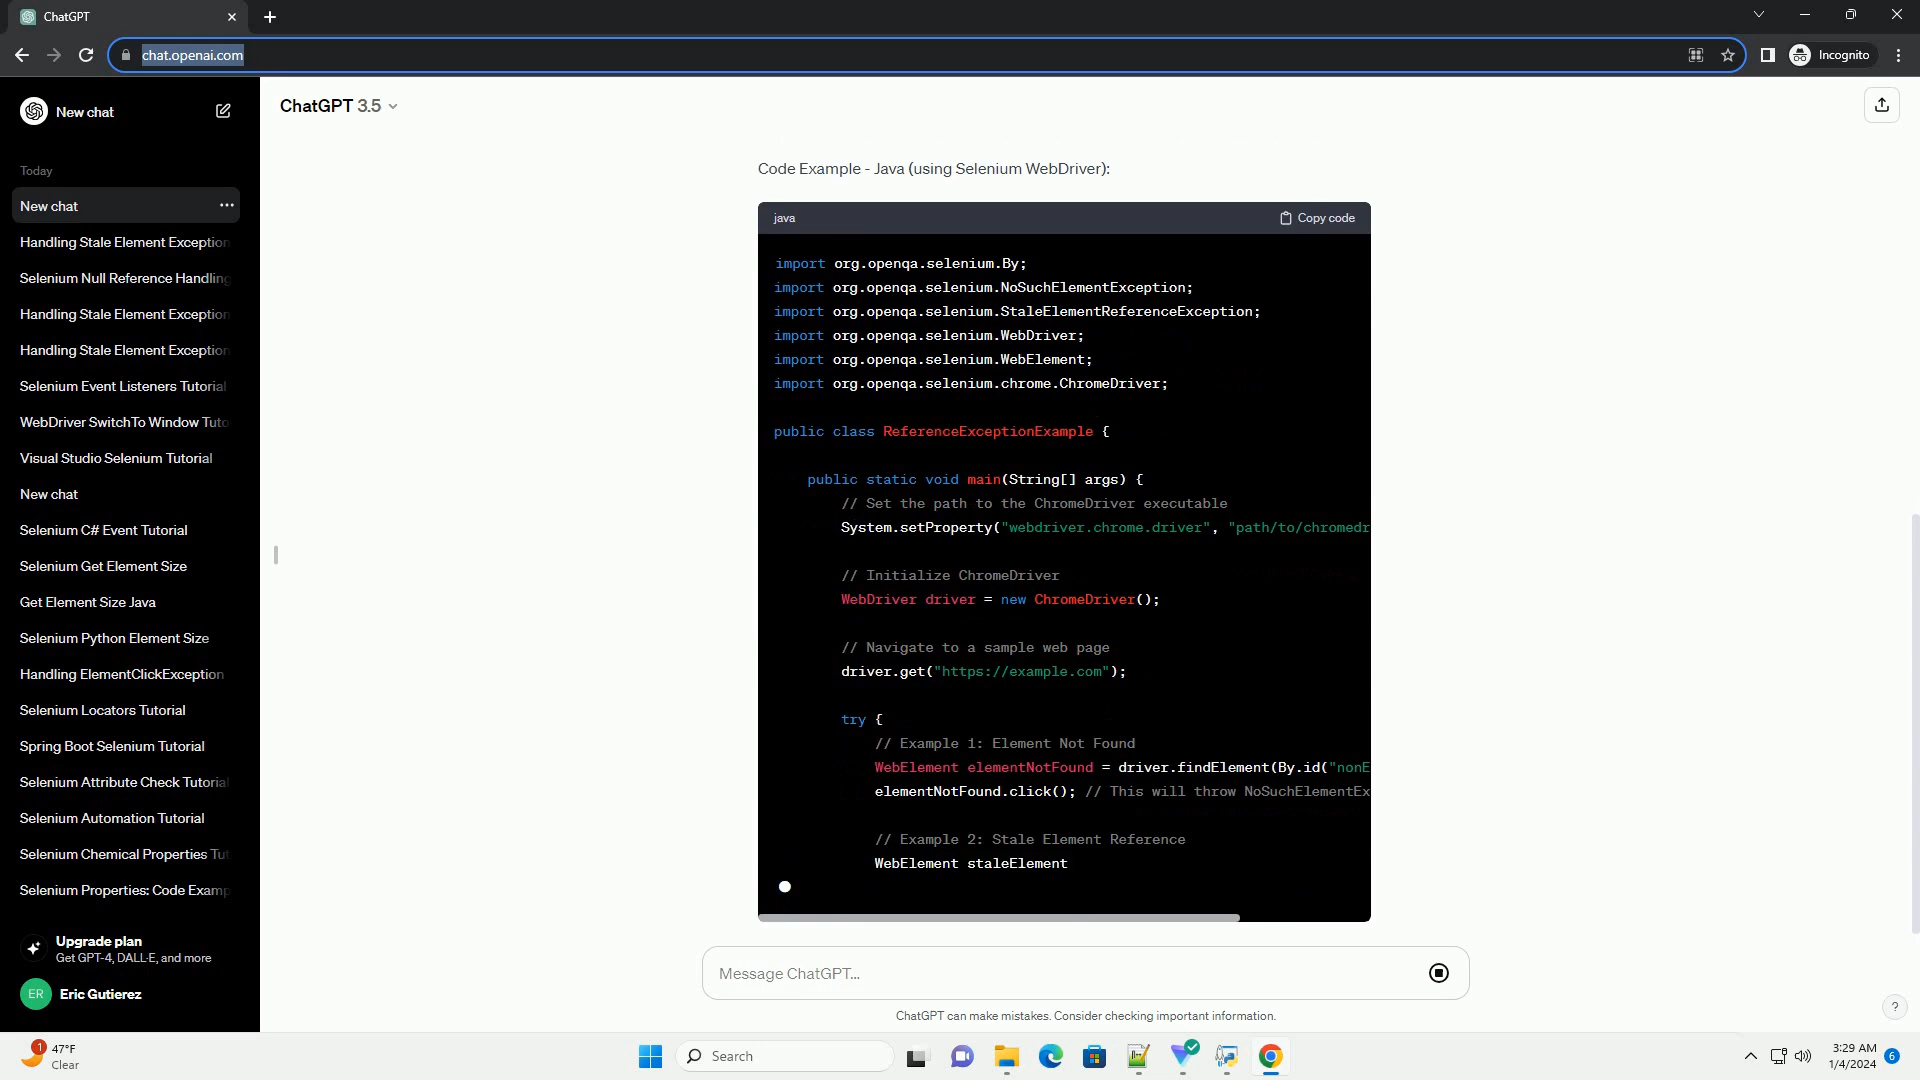 ChatGPT
chat.openai.com
Incognito
New chat
ChatGPT 3.5
Today
New chat
Handling Stale Element Exception
Selenium Null Reference Handling
Handling Stale Element Exception
Handling Stale Element Exception
Selenium Event Listeners Tutorial
WebDriver SwitchTo Window Tuto
Visual Studio Selenium Tutorial
New chat
Selenium C# Event Tutorial
Selenium Get Element Size
Get Element Size Java
Selenium Python Element Size
Handling ElementClickException
Selenium Locators Tutorial
Spring Boot Selenium Tutorial
Selenium Attribute Check Tutorial
Selenium Automation Tutorial
Selenium Chemical Properties Tut
Selenium Properties: Code Examp
Upgrade plan
Get GPT-4, DALL·E, and more
ER
Eric Gutierez
Code Example - Java (using Selenium WebDriver):
java
Copy code
import org.openqa.selenium.By;
import org.openqa.selenium.NoSuchElementException;
import org.openqa.selenium.StaleElementReferenceException;
import org.openqa.selenium.WebDriver;
import org.openqa.selenium.WebElement;
import org.openqa.selenium.chrome.ChromeDriver;
public class ReferenceExceptionExample {
public static void main(String[] args) {
// Set the path to the ChromeDriver executable
System.setProperty("webdriver.chrome.driver", "path/to/chromedr
// Initialize ChromeDriver
WebDriver driver = new ChromeDriver();
// Navigate to a sample web page
driver.get("https://example.com");
try {
// Example 1: Element Not Found
WebElement elementNotFound = driver.findElement(By.id("nonE
elementNotFound.click(); // This will throw NoSuchElementEx
// Example 2: Stale Element Reference
WebElement staleElement
Message ChatGPT...
ChatGPT can make mistakes. Consider checking important information.
?
1
47°F
Clear
Search
3:29 AM
1/4/2024
6